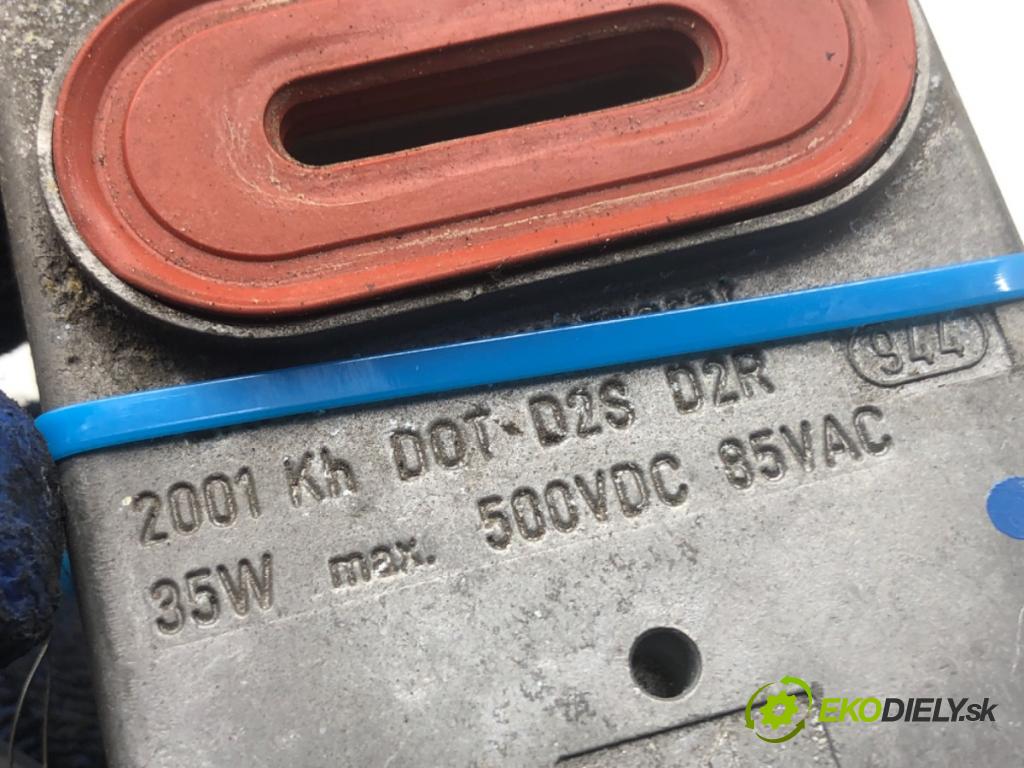 944
2001 Kh DOT-D2S D2R
35W max. 500VDC 85VAC
EKODIELY.sk